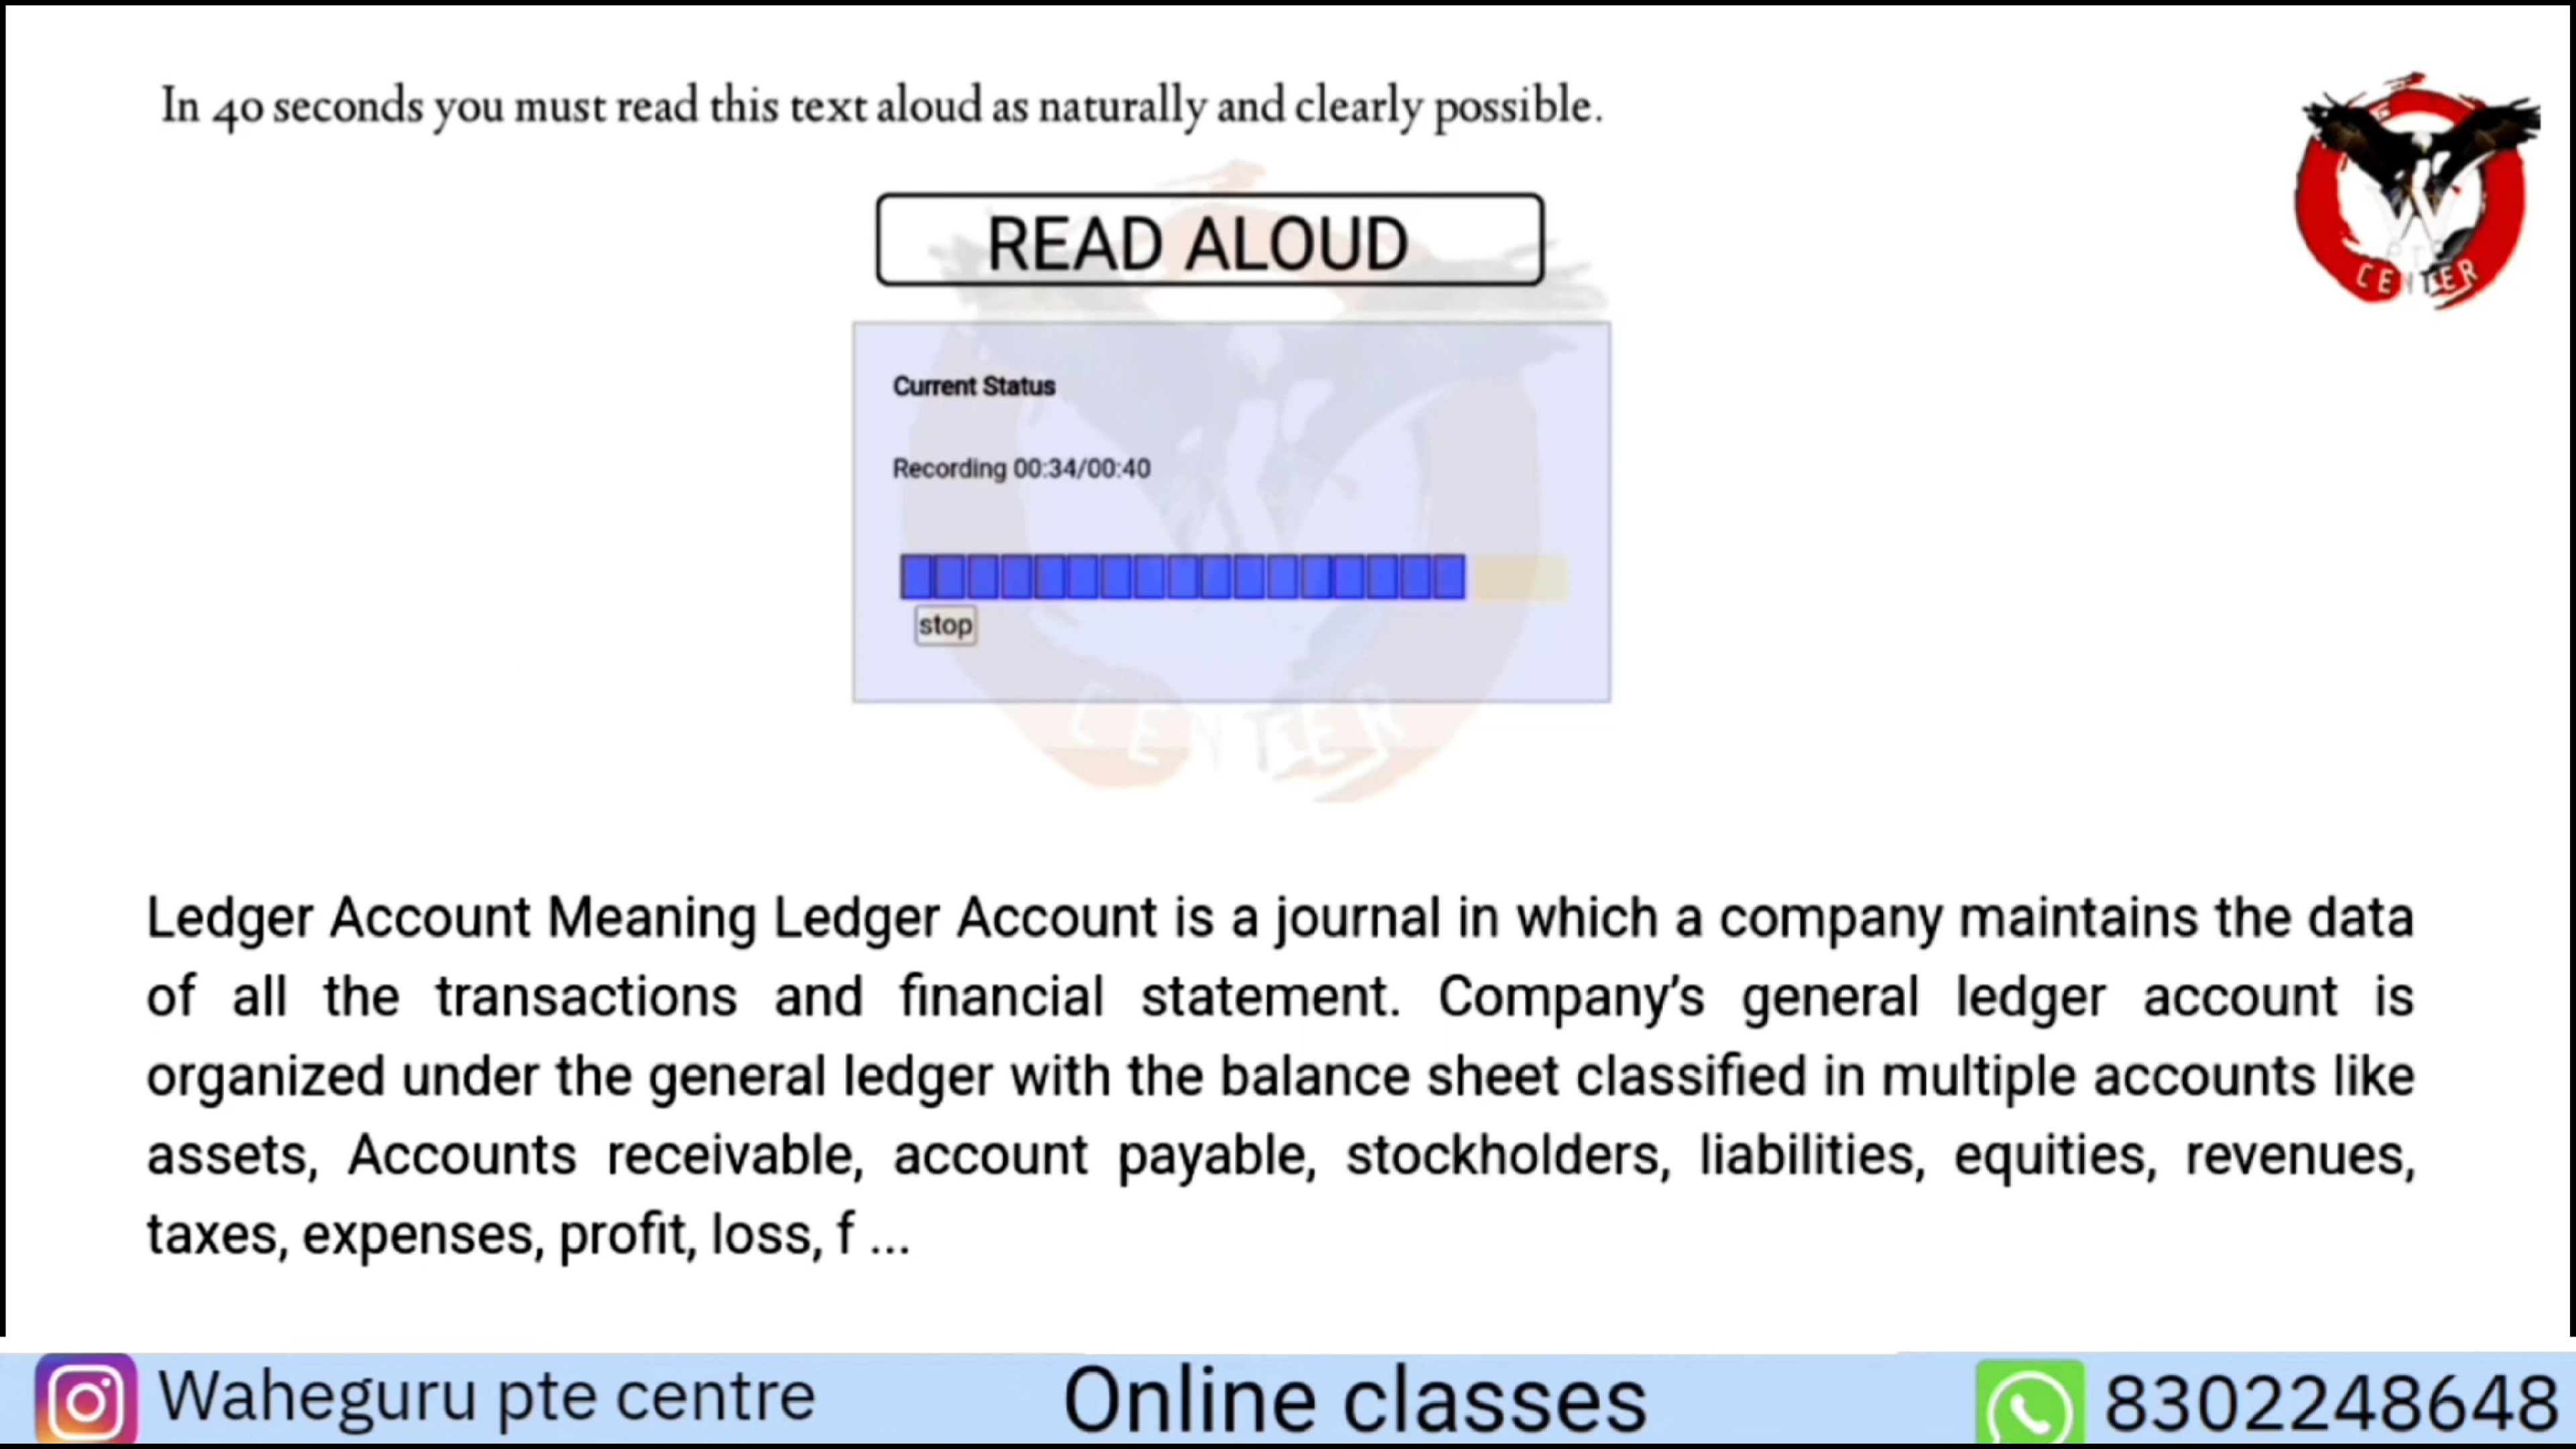 In 40 seconds you must read this text aloud as naturally and clearly possible.
READ ALOUD
Current Status
Recording 00:34/00:40
stop
CENTER
CENTER
Ledger Account Meaning Ledger Account is a journal in which a company maintains the data
of all the transactions and financial statement. Company's general ledger account is
organized under the general ledger with the balance sheet classified in multiple accounts like
assets, Accounts receivable, account payable, stockholders, liabilities, equities, revenues,
taxes, expenses, profit, loss, f ...
Waheguru pte centre
Online classes
8302248648